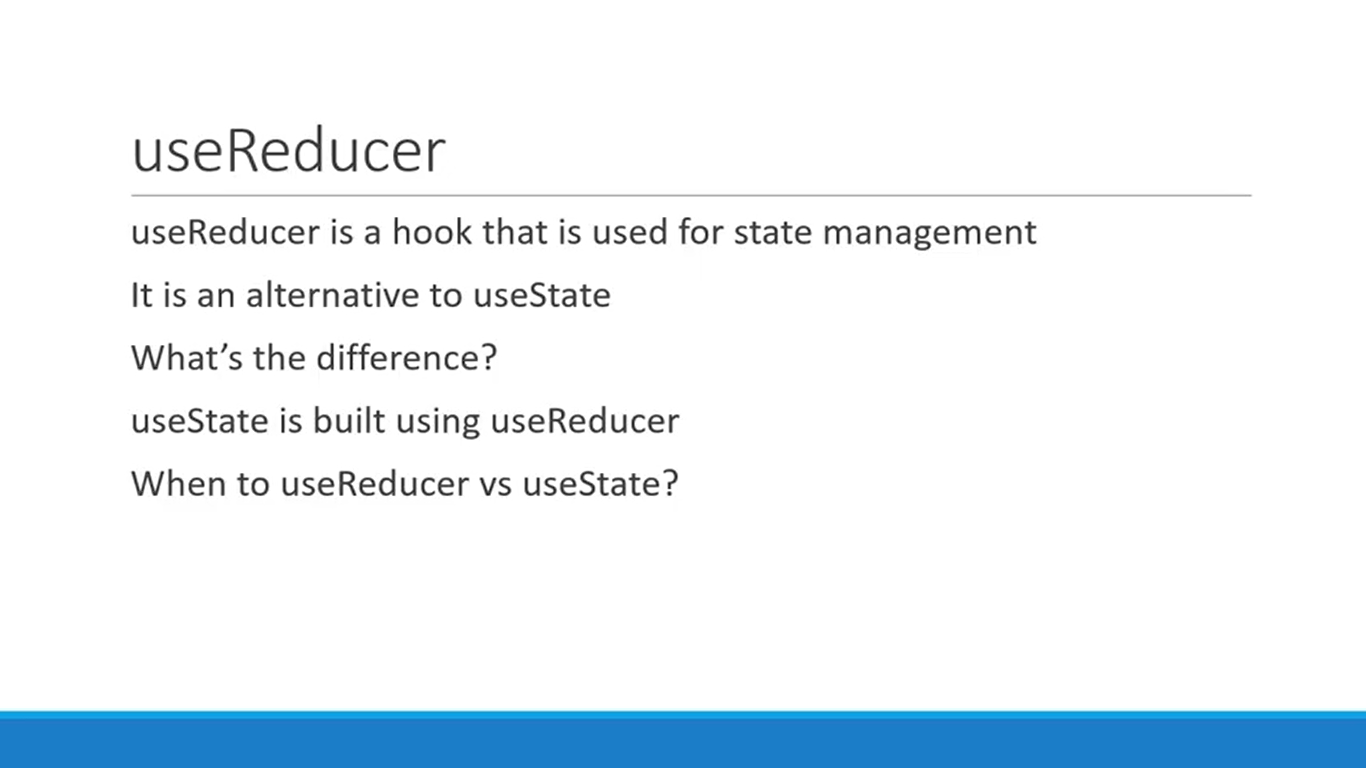 useReducer
useReducer is a hook that is used for state management
It is an alternative to useState
What’s the difference?
useState is built using useReducer
When to useReducer vs useState?